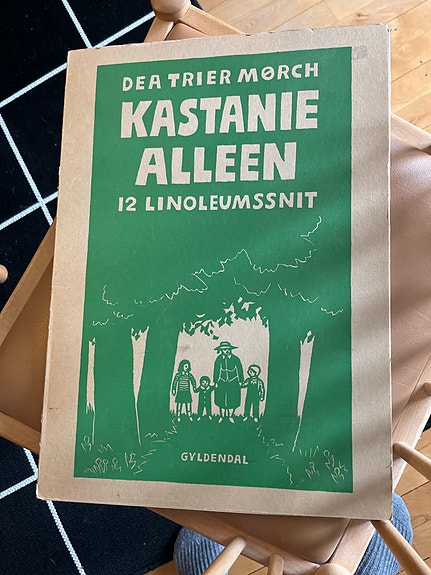 DEA TRIER MØRCH
KASTANIE
ALLEEN
12 LINOLEUMSSNIT
GYLDENDAL